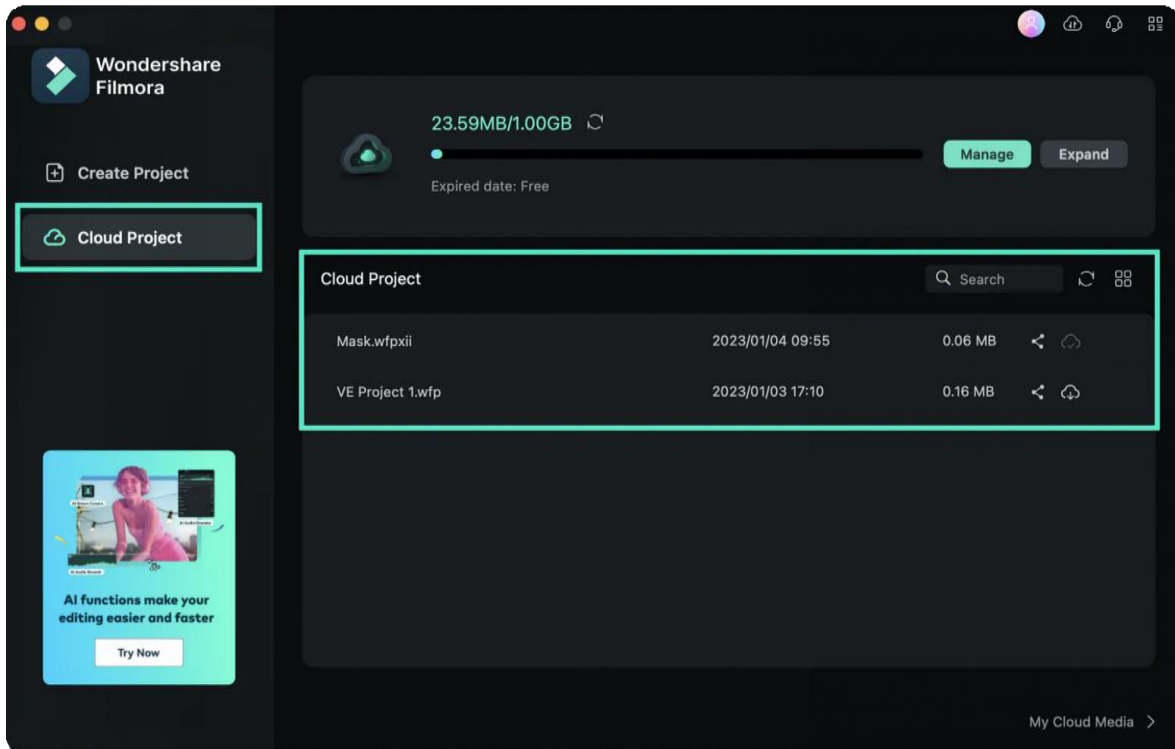 Wondershare
Filmora
Create Project
Cloud Project
23.59MB/1.00GB
Expired date: Free
Manage
Expand
Cloud Project
Search
Mask.wfpxii 2023/01/04 09:55 0.06 MB
VE Project 1.wfp 2023/01/03 17:10 0.16 MB
AI functions make your
editing easier and faster
Try Now
My Cloud Media